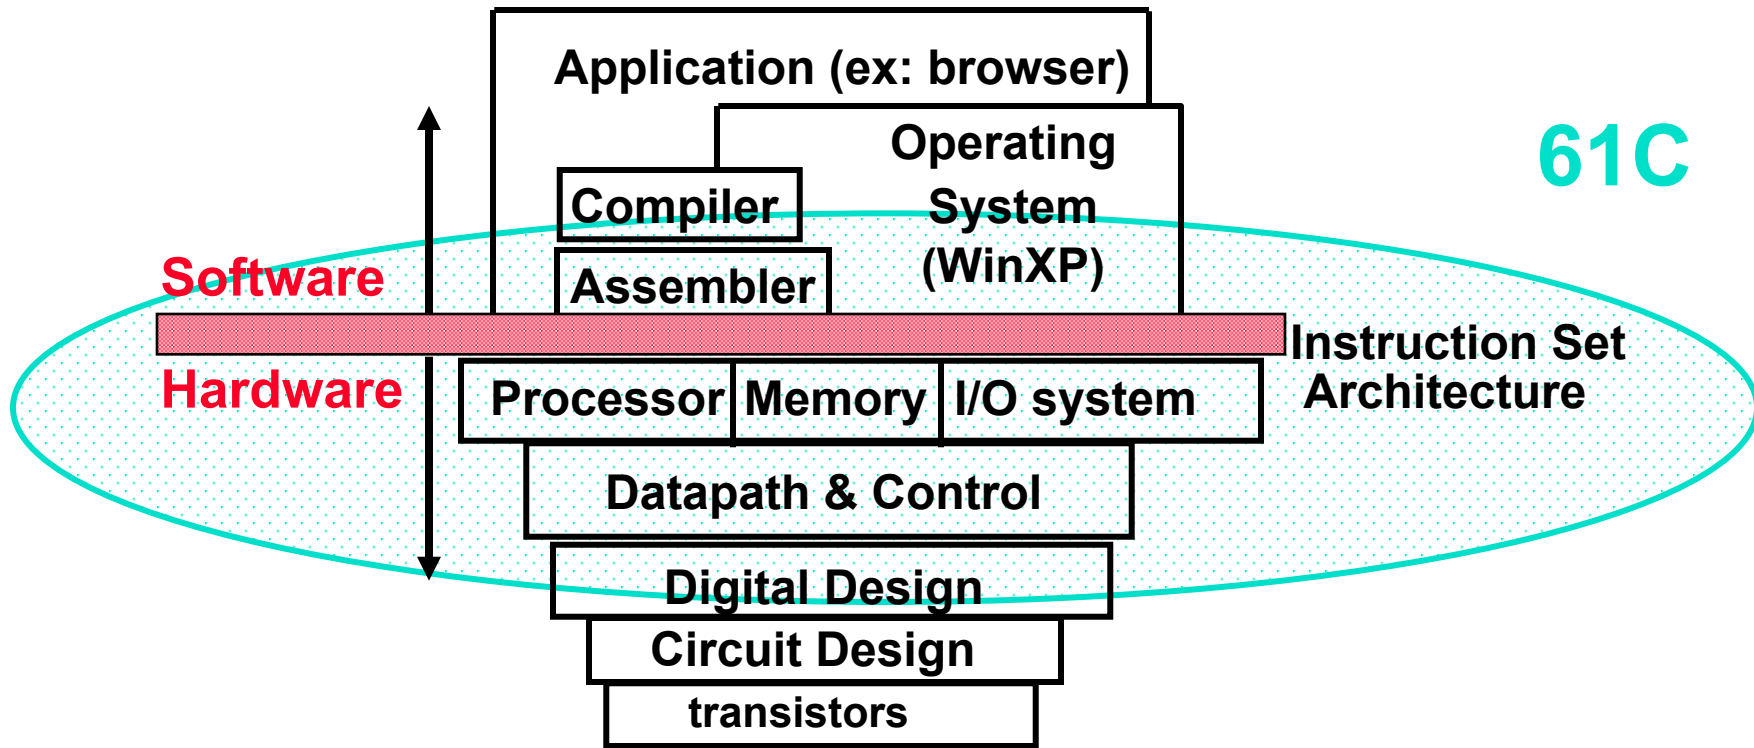 Application (ex: browser)
Operating
System
(WinXP)
61C
Compiler
Assembler
Software
Instruction Set
Architecture
Hardware
Processor
Memory
I/O system
Datapath & Control
Digital Design
Circuit Design
transistors